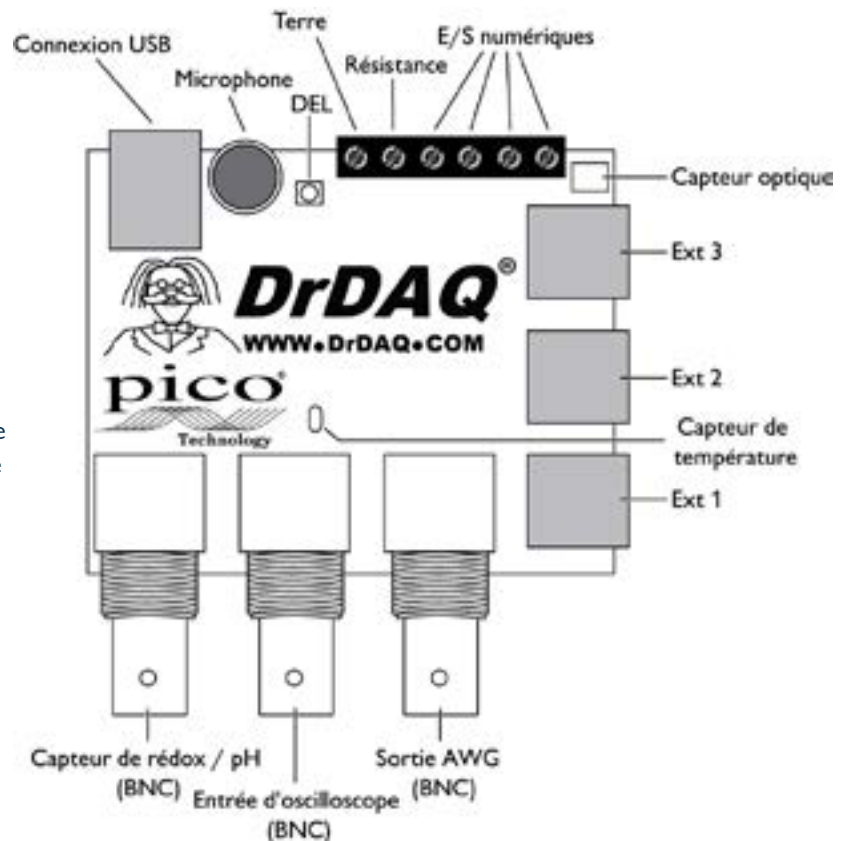 Terre
E/S numériques
Connexion USB
Résistance
Microphone
DEL
Capteur optique
Ext 3
DrDAQ®
WWW.DrDAQ.COM
Ext 2
pico®
Technology
Capteur de
température
e
e
Ext 1
Capteur de rédox / pH
(BNC)
Entrée d'oscilloscope
(BNC)
Sortie AWG
(BNC)